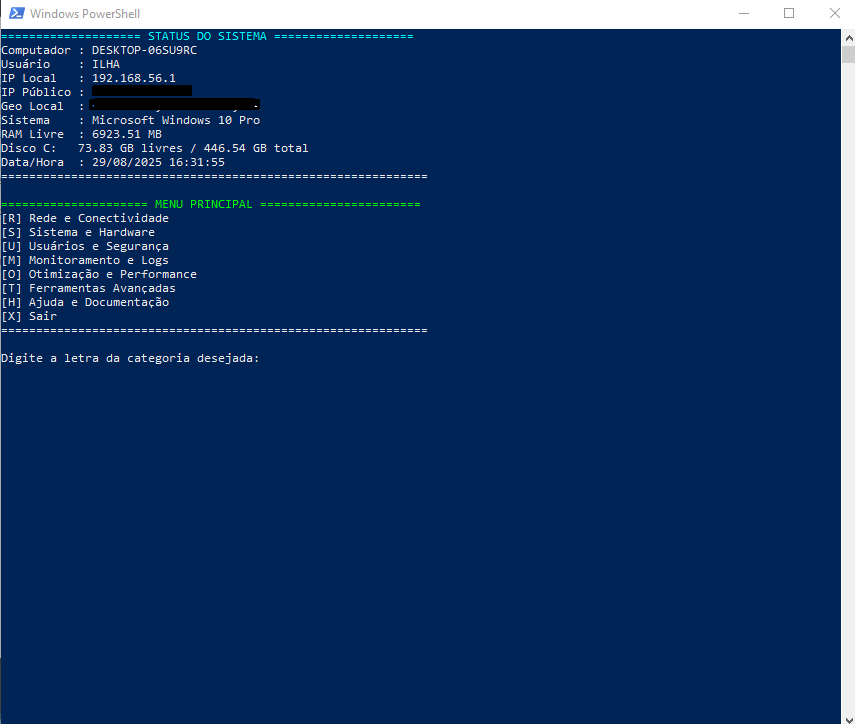 Windows PowerShell
==================== STATUS DO SISTEMA ====================
Computador : DESKTOP-06SU9RC
Usuário    : ILHA
IP Local   : 192.168.56.1
IP Público :
Geo Local  :
Sistema    : Microsoft Windows 10 Pro
RAM Livre  : 6923.51 MB
Disco C:   73.83 GB livres / 446.54 GB total
Data/Hora  : 29/08/2025 16:31:55
=============================================================
===================== MENU PRINCIPAL =======================
[R] Rede e Conectividade
[S] Sistema e Hardware
[U] Usuários e Segurança
[M] Monitoramento e Logs
[O] Otimização e Performance
[T] Ferramentas Avançadas
[H] Ajuda e Documentação
[X] Sair
=============================================================
Digite a letra da categoria desejada: